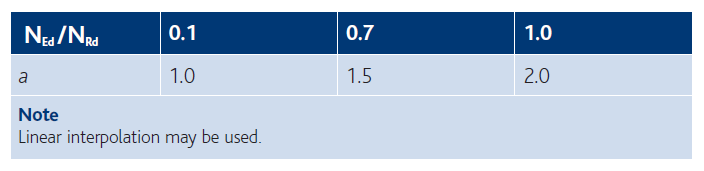 NEd/NRd 0.1 0.7 1.0
a 1.0 1.5 2.0
Note
Linear interpolation may be used.